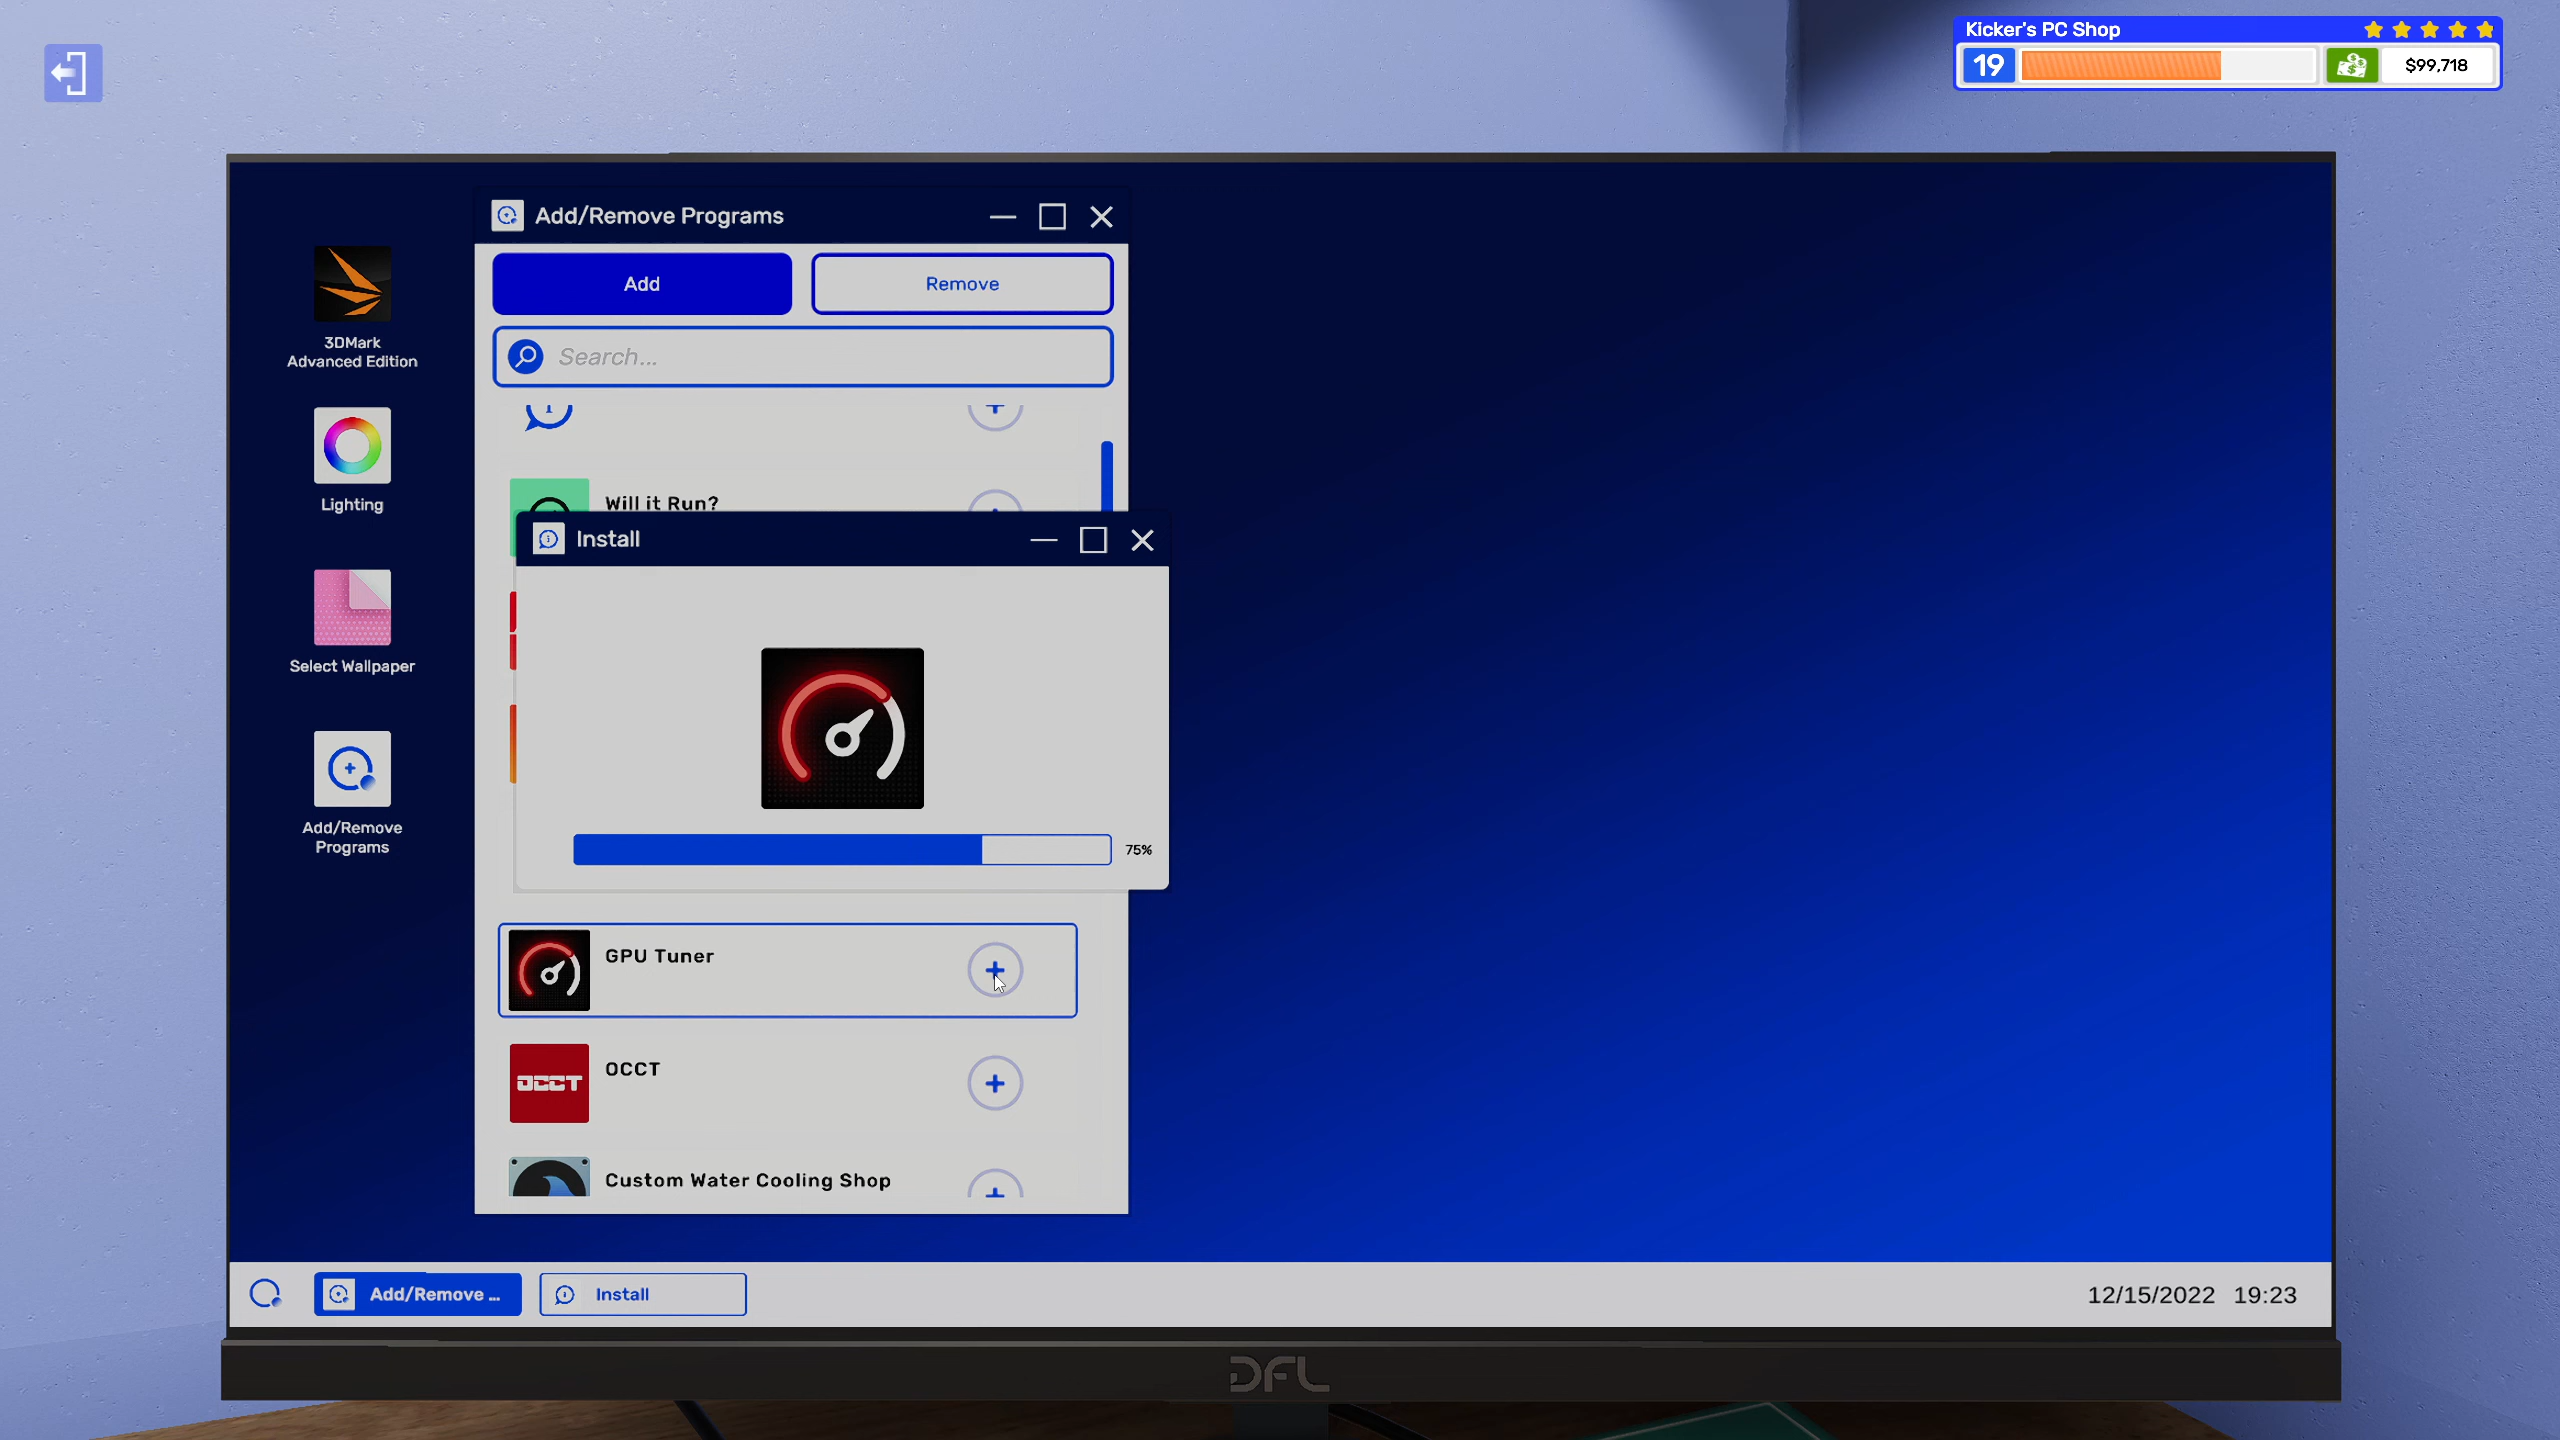 Kicker's PC Shop
19
$99,718
Add/Remove Programs
Add
Remove
Search...
3DMark
Advanced Edition
Lighting
Select Wallpaper
Add/Remove
Programs
Will it Run?
Install
75%
GPU Tuner
OCCT
OCCT
Custom Water Cooling Shop
Add/Remove ...
Install
12/15/2022 19:23
DFL